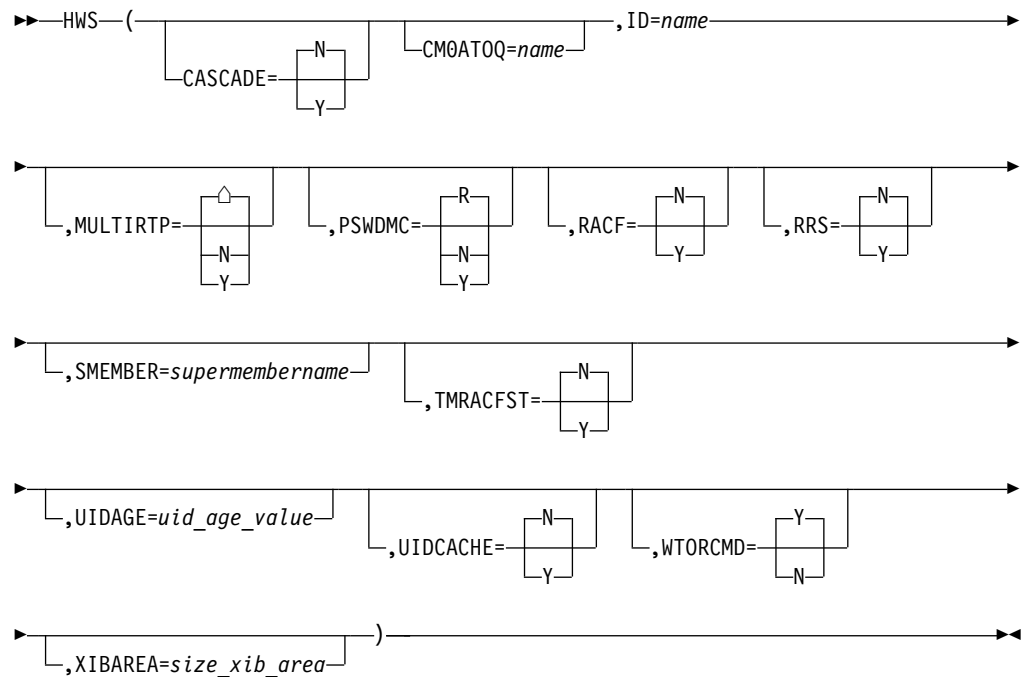 HWS ( CASCADE= N Y CM0ATOQ=name ,ID=name
,MULTIRTP= N Y ,PSWDMC= R N Y ,RACF= N Y ,RRS= N Y
,SMEMBER=supermembername ,TMRACFST= N Y
,UIDAGE=uid_age_value ,UIDCACHE= N Y ,WTORCMD= Y N
,XIBAREA=size_xib_area )